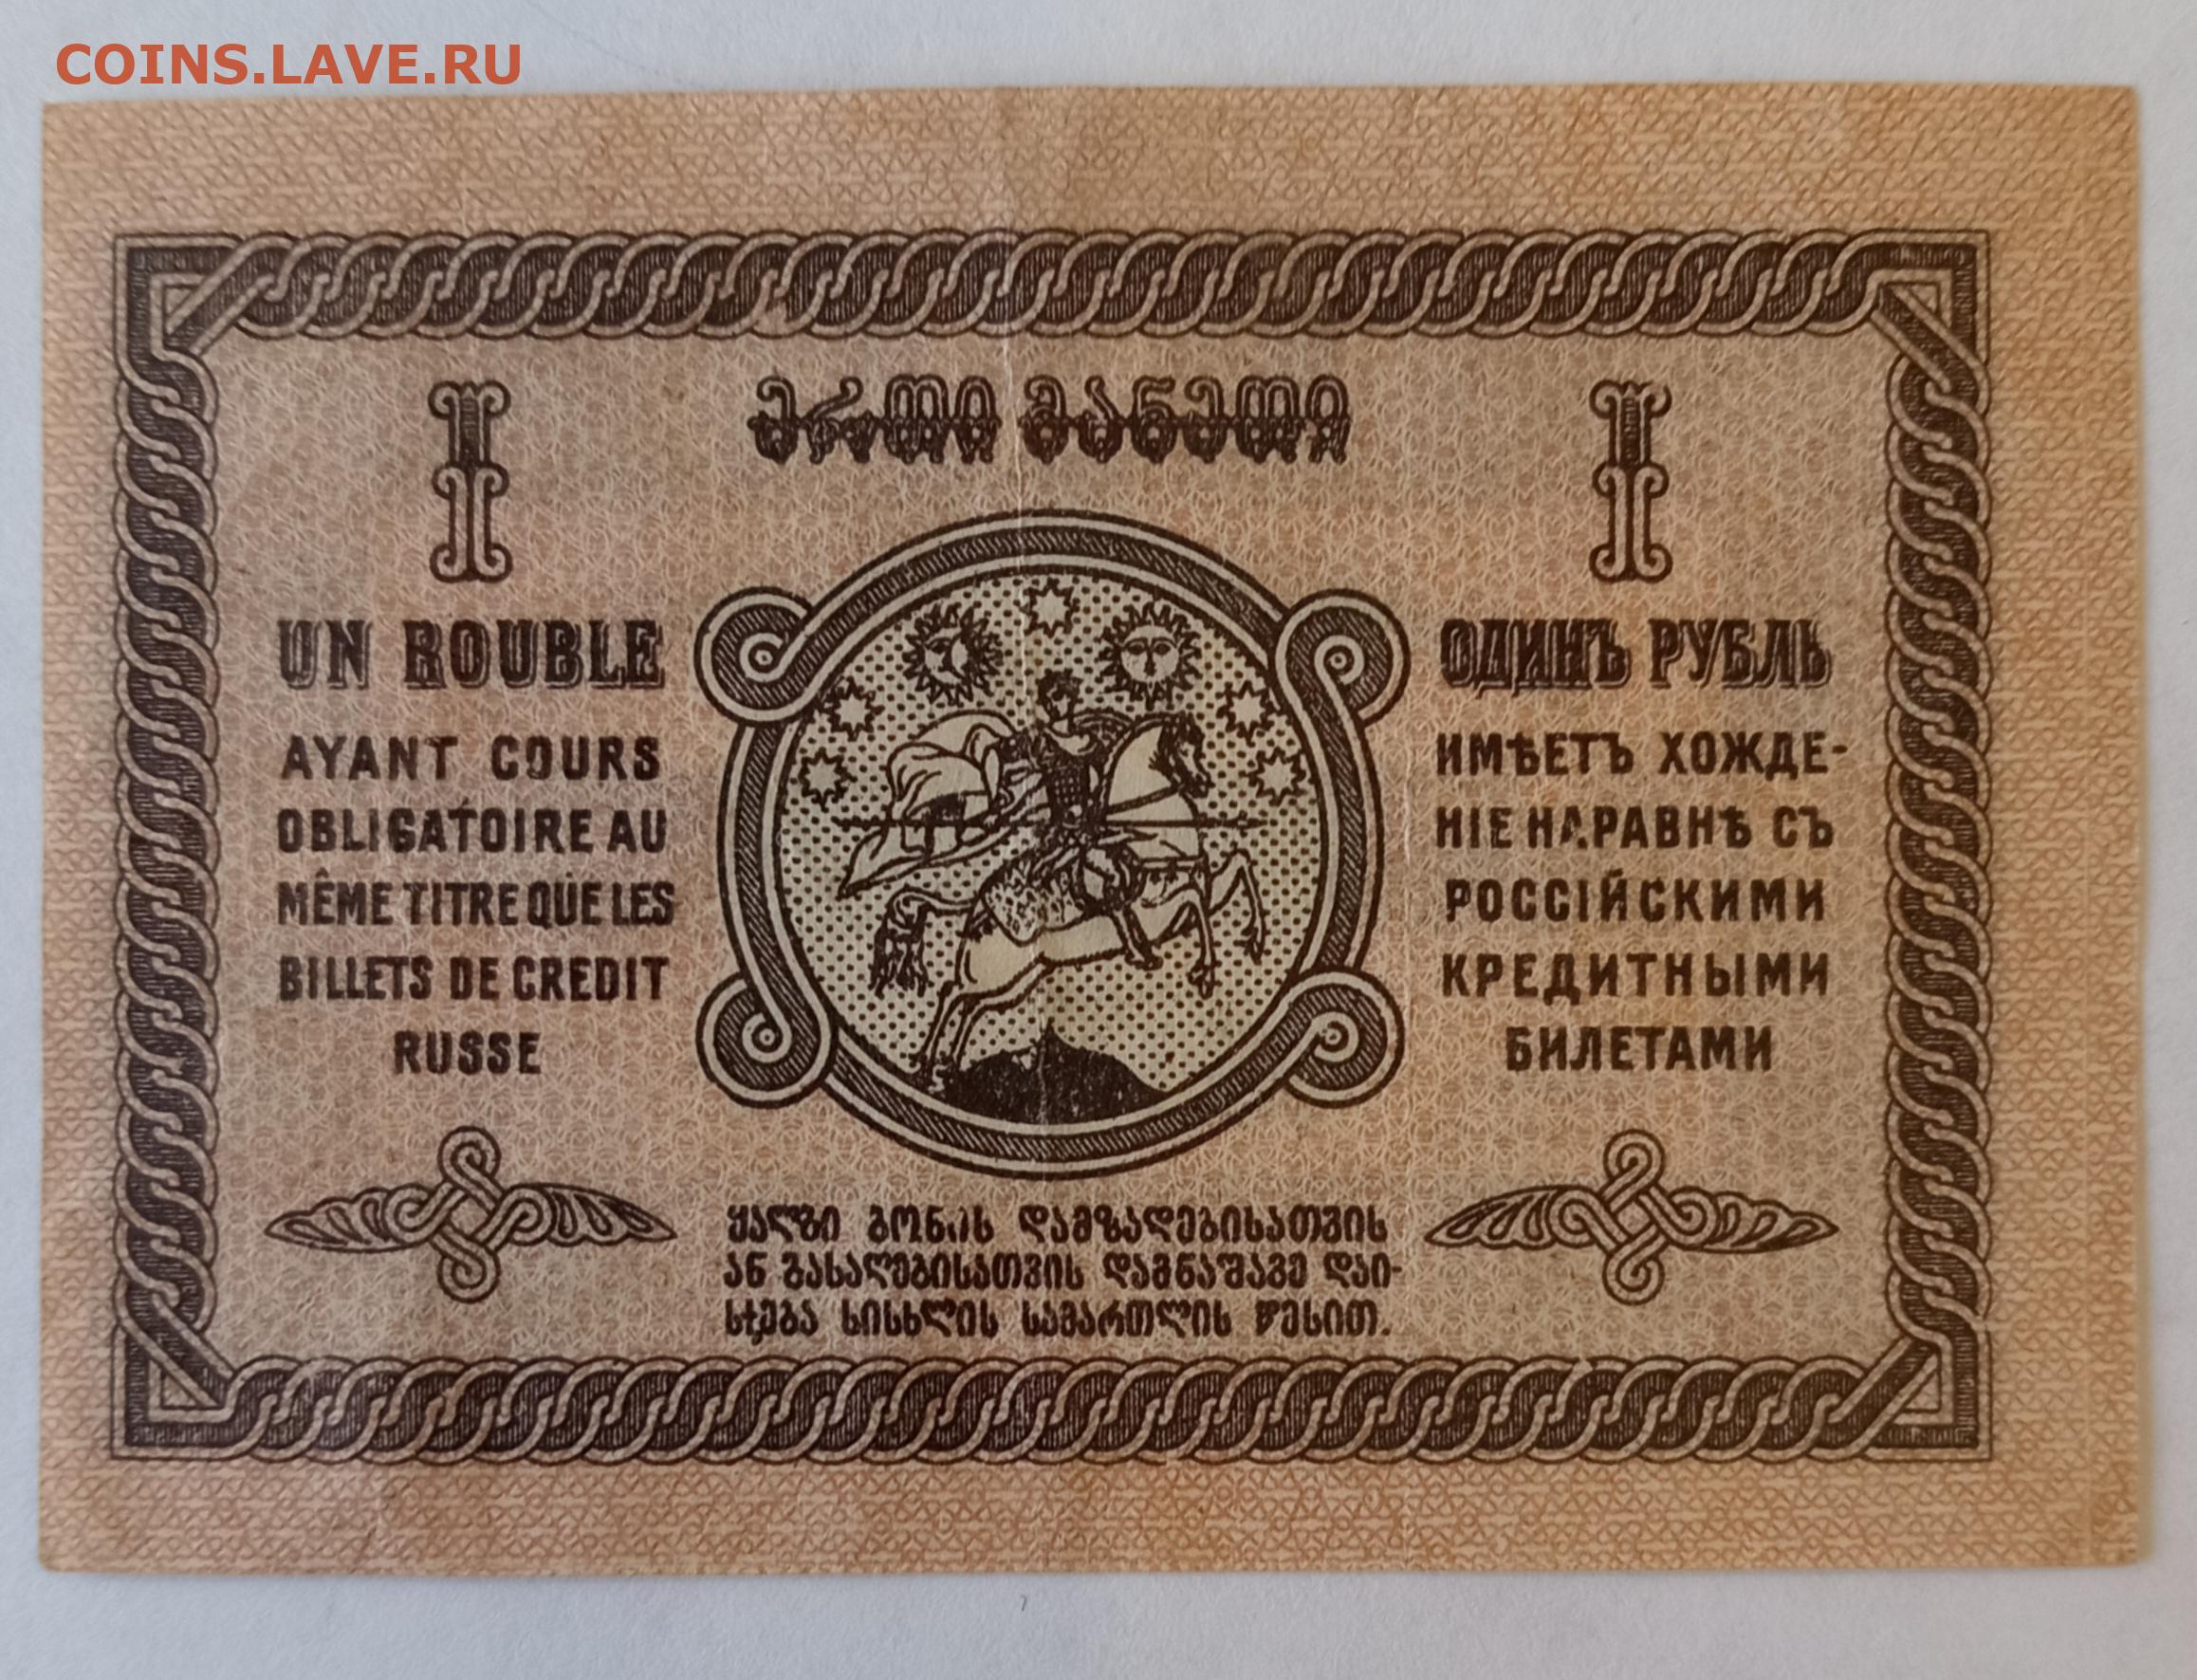 COINS.LAVE.RU
ერთი მანეთი
1
1
UN ROUBLE
AYANT COURS
OBLIGATOIRE AU
MÊME TITRE QUE LES
BILLETS DE CREDIT
RUSSE
ОДИНЪ РУБЛЬ
ИМѢЕТЪ ХОЖДЕ-
НІЕ НАРАВНѢ СЪ
РОССІЙСКИМИ
КРЕДИТНЫМИ
БИЛЕТАМИ
ყალბი ბონის დამზადებისათვის
ან გასაღებისათვის დამნაშავე დაი-
სჯება სისხლის სამართლის წესით.